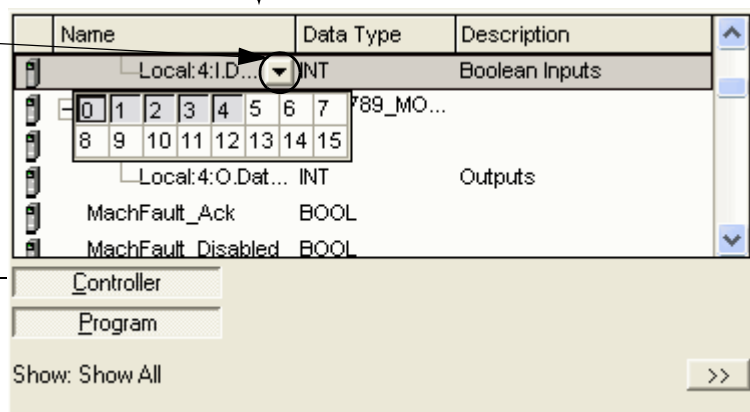 Name Data Type Description
Local:4:I.D... INT Boolean Inputs
0 1 2 3 4 5 6 7 789_MO...
8 9 10 11 12 13 14 15
Local:4:O.Dat... INT Outputs
MachFault_Ack BOOL
MachFault_Disabled BOOL
Controller
Program
Show: Show All >>